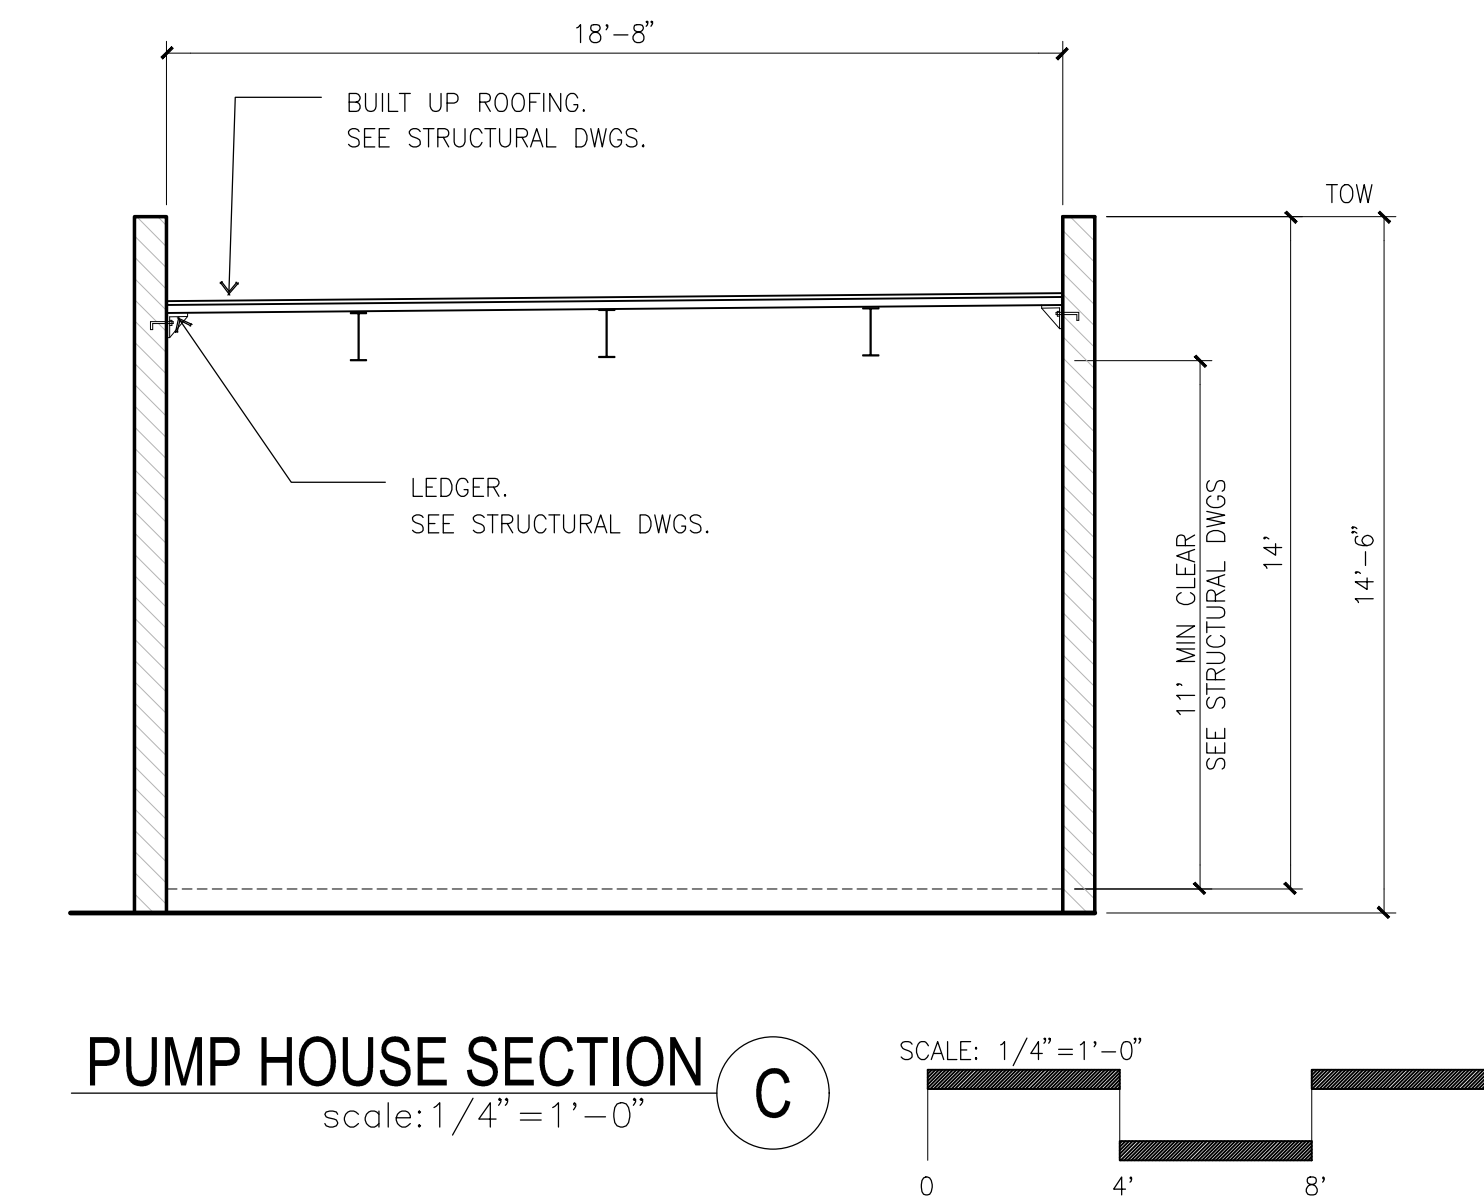 18'-8"
BUILT UP ROOFING.
SEE STRUCTURAL DWGS.
TOW
LEDGER.
SEE STRUCTURAL DWGS.
11' MIN CLEAR
SEE STRUCTURAL DWGS
14'
14'-6"
PUMP HOUSE SECTION
C
scale:1/4"=1'-0"
SCALE: 1/4"=1'-0"
0 4' 8'